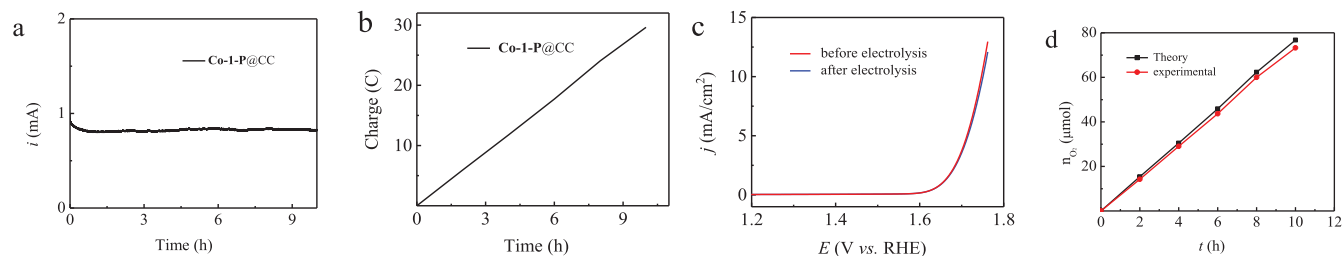 a
2
1
0
0
3
6
9
i (mA)
Time (h)
Co-1-P@CC
b
30
20
10
0
3
6
9
Charge (C)
Time (h)
Co-1-P@CC
c
15
10
5
0
1.2
1.4
1.6
1.8
j (mA/cm²)
E (V vs. RHE)
before electrolysis
after electrolysis
d
80
60
40
20
0
2
4
6
8
10
12
nO₂ (μmol)
t (h)
Theory
experimental